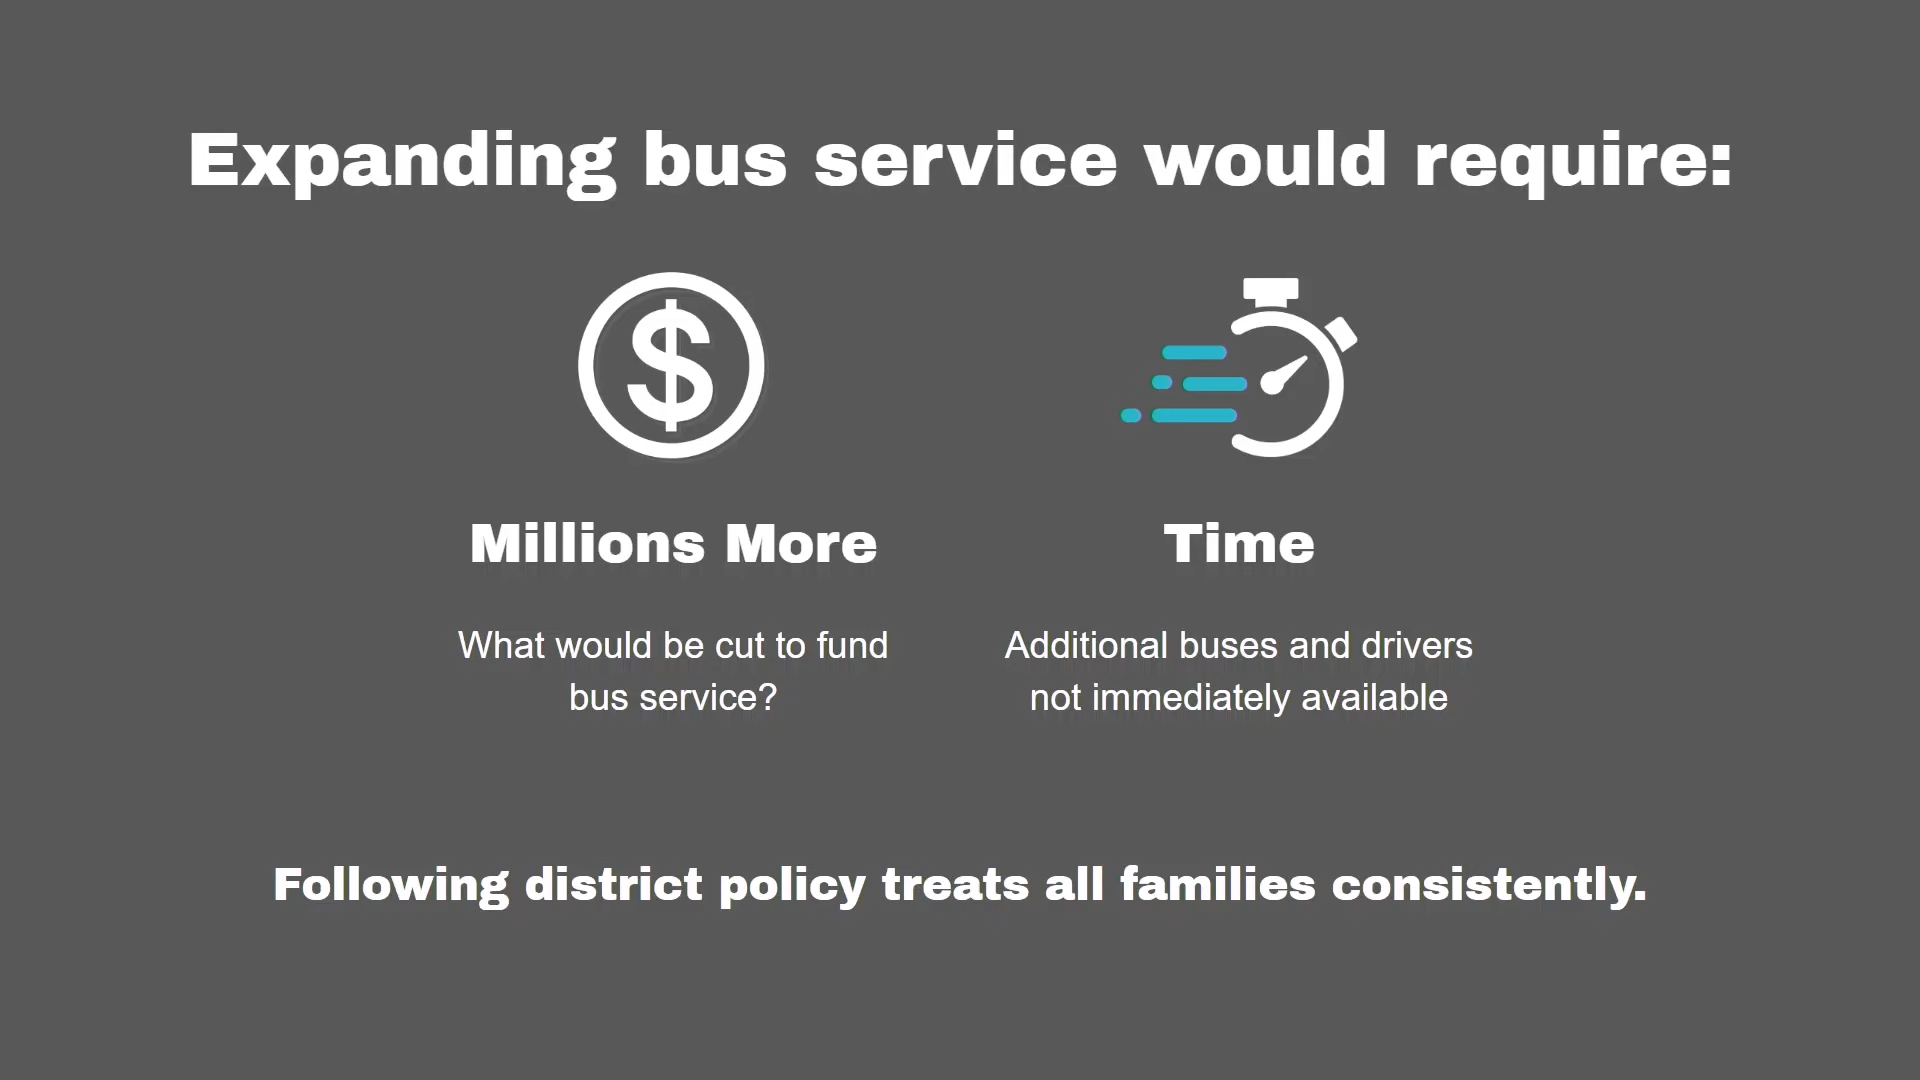 Expanding bus service would require:
$
Millions More
What would be cut to fund
bus service?
Time
Additional buses and drivers
not immediately available
Following district policy treats all families consistently.